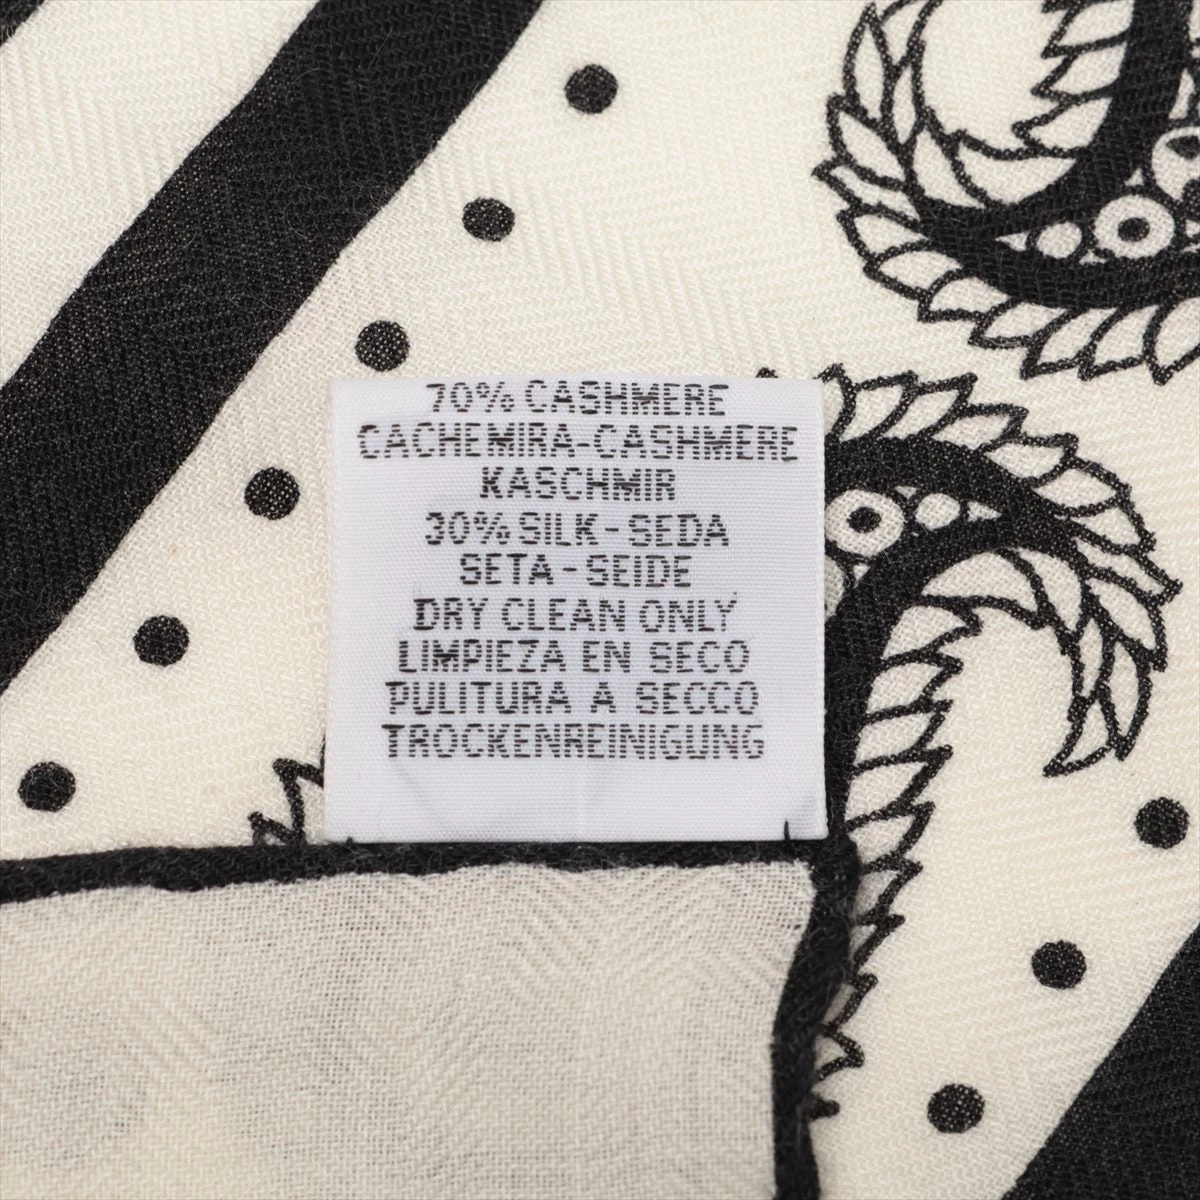 70% CASHMERE
CACHEMIRA-CASHMERE
KASCHMIR
30% SILK-SEDA
SETA-SEIDE
DRY CLEAN ONLY
LIMPIEZA EN SECO
PULITURA A SECCO
TROCKENREINIGUNG